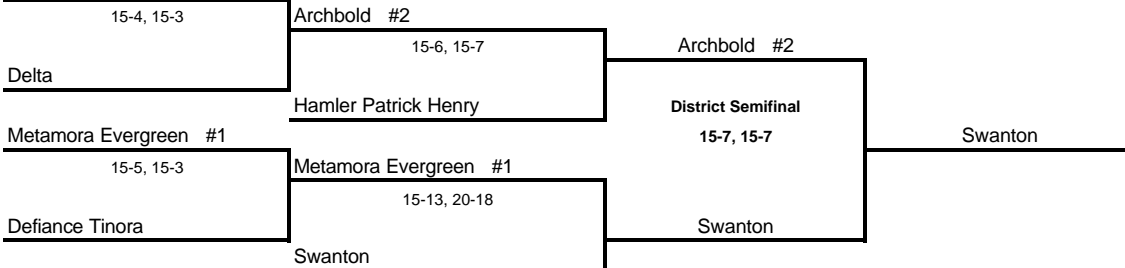 15-4, 15-3
Archbold #2
15-6, 15-7
Archbold #2
Delta
Hamler Patrick Henry
District Semifinal
Metamora Evergreen #1
15-7, 15-7
Swanton
15-5, 15-3
Metamora Evergreen #1
15-13, 20-18
Defiance Tinora
Swanton
Swanton